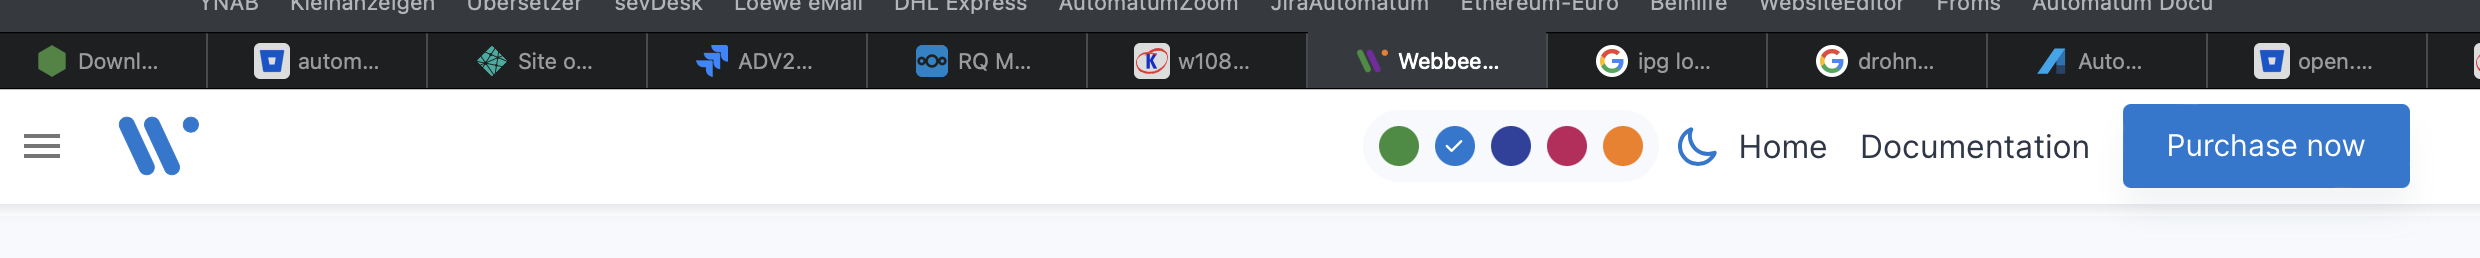 YNAB Kleinanzeigen Übersetzer sevDesk Loewe eMail DHL Express AutomatumZoom JiraAutomatum Ethereum-Euro Beihilfe WebsiteEditor Froms Automatum Docu
Downl... autom... Site o... ADV2... RQ M... w108... Webbee... ipg lo... drohn... Auto... open....
Home Documentation Purchase now